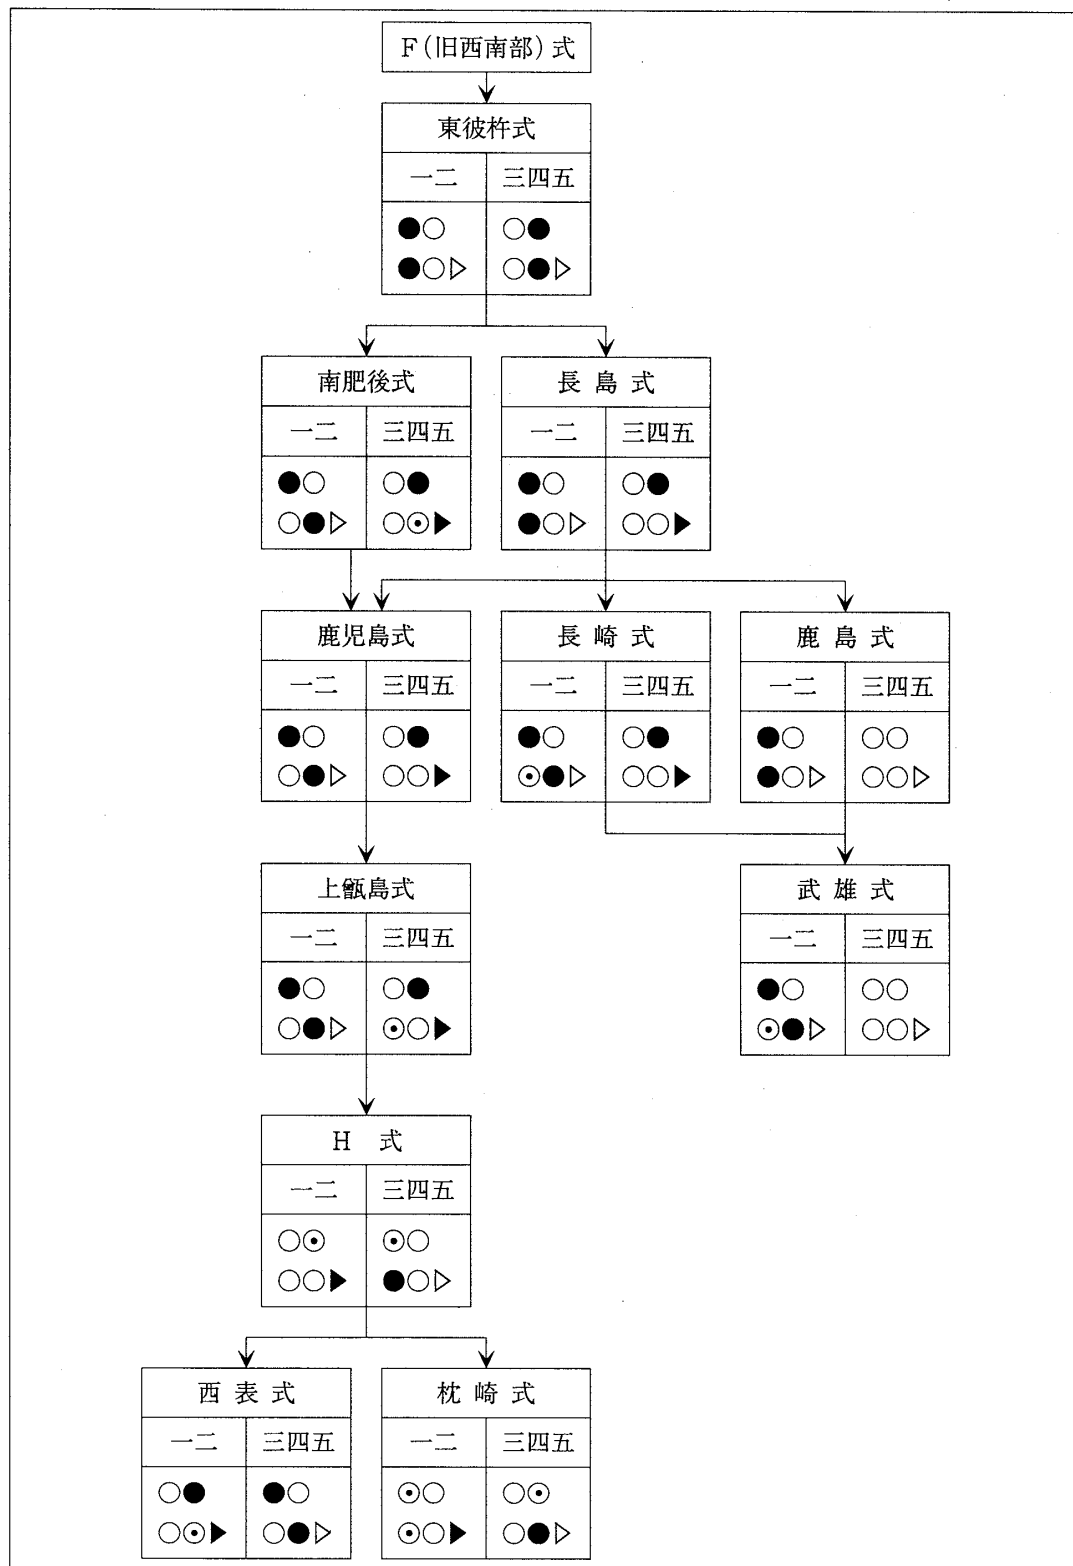 F(旧西南部)式
東彼杵式
一二 三四五
●○ ○●
●○▷ ○●▷
南肥後式 長島式
一二 三四五 一二 三四五
●○ ○● ●○ ○●
○●▷ ○⊙▶ ●○▷ ○○▶
鹿児島式 長崎式 鹿島式
一二 三四五 一二 三四五 一二 三四五
●○ ○● ●○ ○● ●○ ○○
○●▷ ○○▶ ⊙●▷ ○○▶ ●○▷ ○○▷
上甑島式 武雄式
一二 三四五 一二 三四五
●○ ○● ●○ ○○
○●▷ ⊙○▶ ⊙●▷ ○○▷
H 式
一二 三四五
○⊙ ⊙○
○○▶ ●○▷
西表式 枕崎式
一二 三四五 一二 三四五
○● ●○ ⊙○ ○⊙
○⊙▶ ○●▷ ⊙○▶ ○●▷